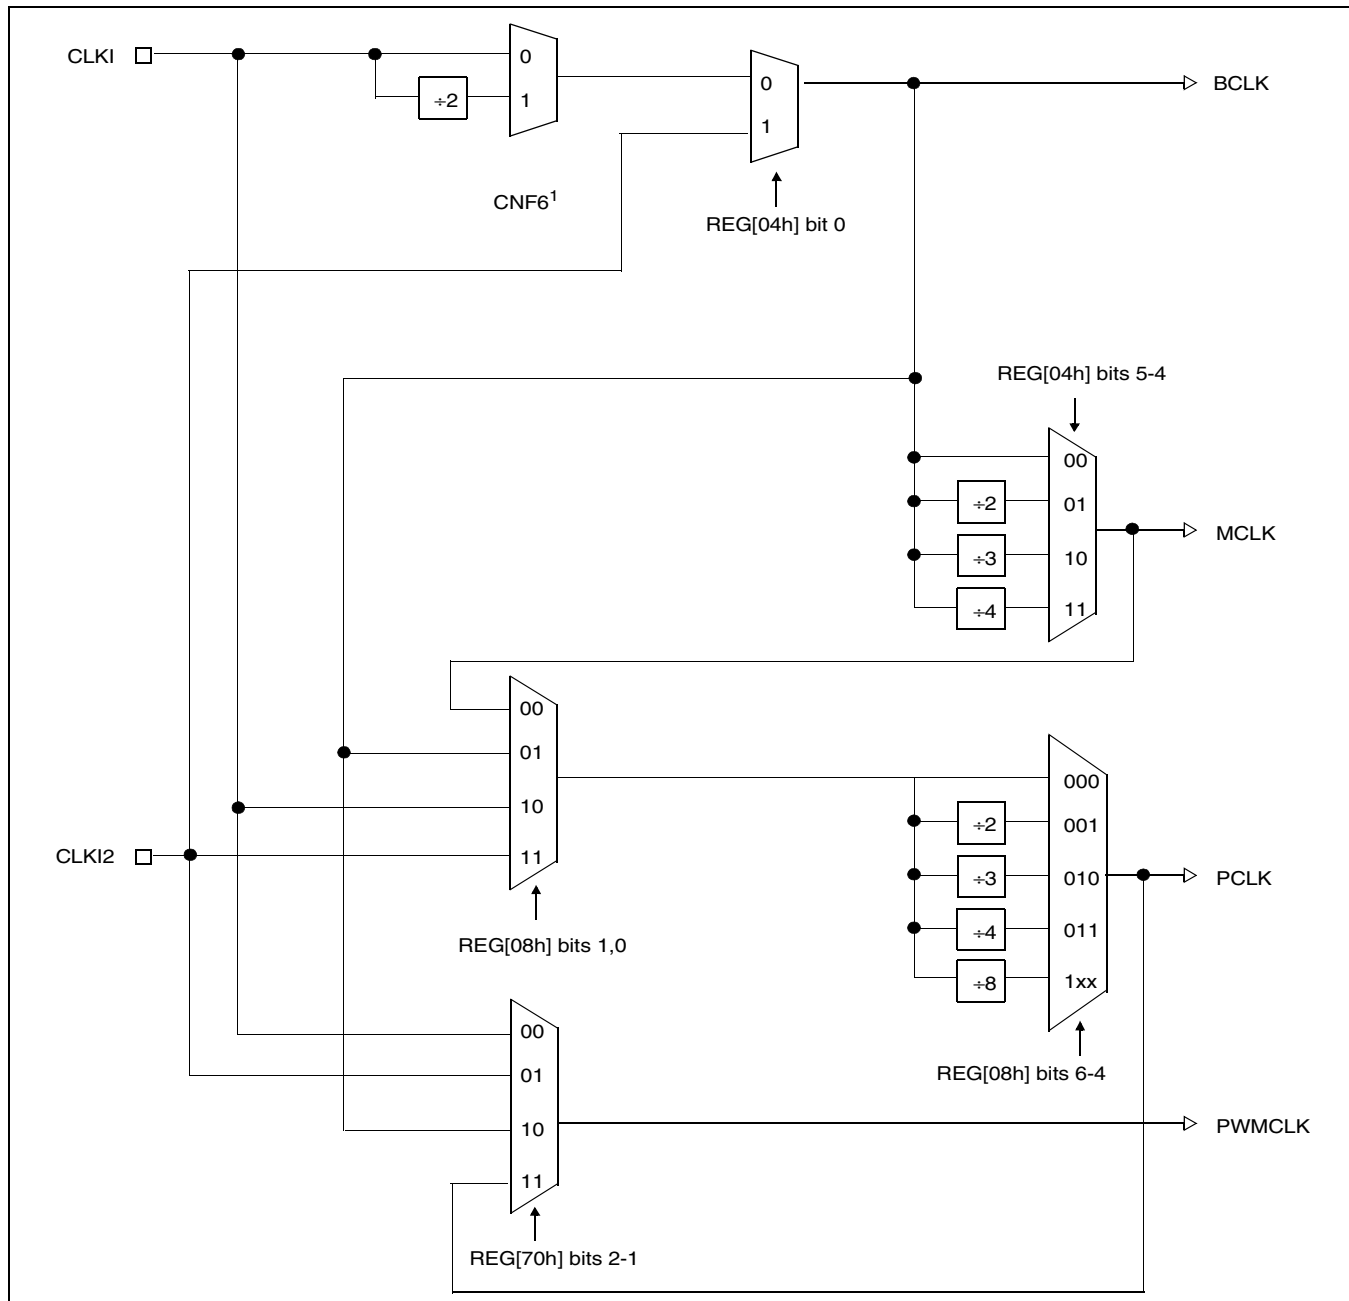 CLKI
0
÷2
1
0
1
BCLK
CNF6¹
REG[04h] bit 0
REG[04h] bits 5-4
00
÷2
01
÷3
10
÷4
11
MCLK
00
01
10
11
CLKI2
REG[08h] bits 1,0
000
÷2
001
÷3
010
÷4
011
÷8
1xx
PCLK
REG[08h] bits 6-4
00
01
10
11
PWMCLK
REG[70h] bits 2-1